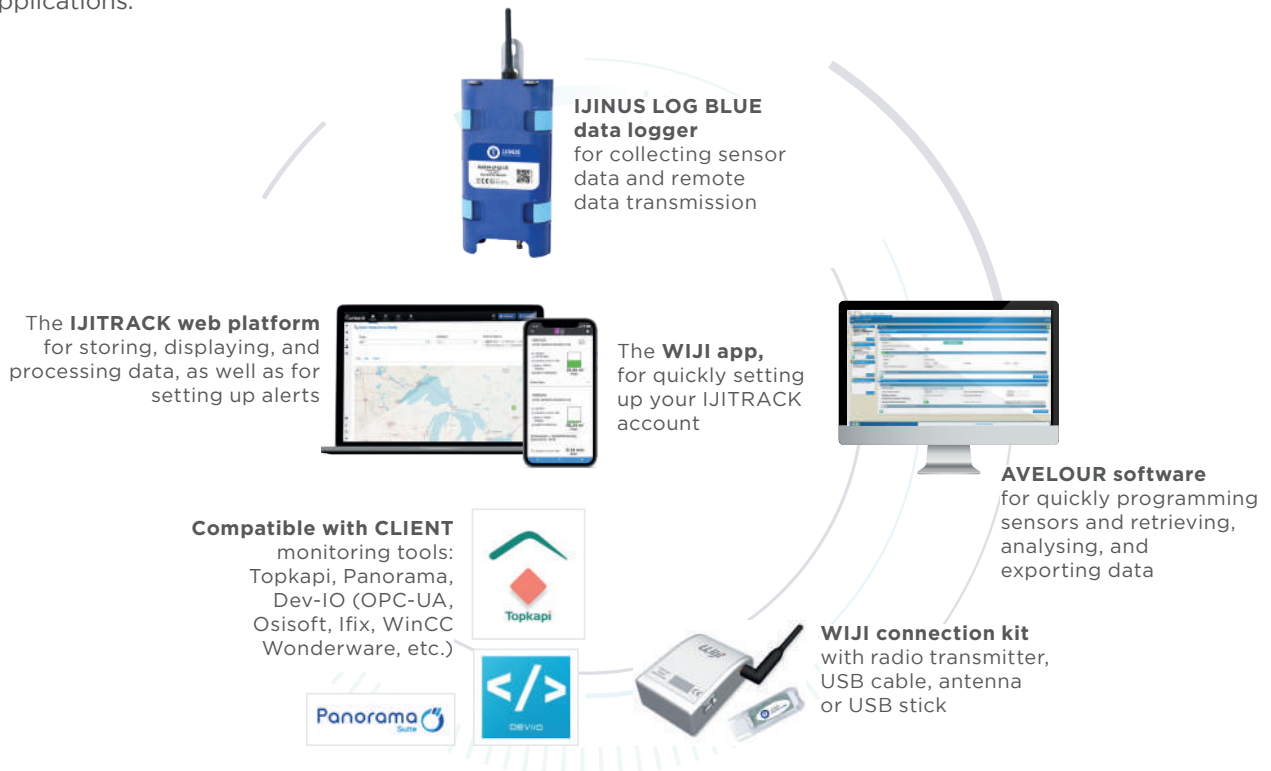 pplications.
IJINUS LOG BLUE
data logger
for collecting sensor
data and remote
data transmission
IJINUS
The IJITRACK web platform
for storing, displaying, and
processing data, as well as for
setting up alerts
The WIJI app,
for quickly setting
up your IJITRACK
account
AVELOUR software
for quickly programming
sensors and retrieving,
analysing, and
exporting data
Compatible with CLIENT
monitoring tools:
Topkapi, Panorama,
Dev-IO (OPC-UA,
Osisoft, Ifix, WinCC
Wonderware, etc.)
Topkapi
</>
DEVIIO
Panorama
Suite
Wiji
WIJI connection kit
with radio transmitter,
USB cable, antenna
or USB stick